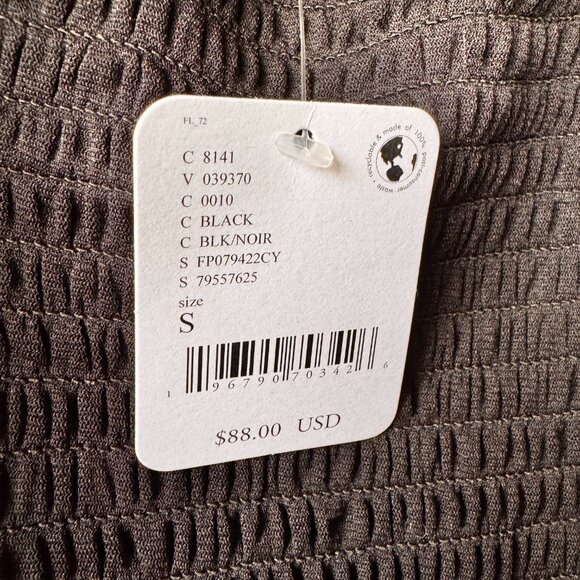 FL_72
recyclable & made of 100% post-consumer waste •
C 8141
V 039370
C 0010
C BLACK
C BLK/NOIR
S FP079422CY
S 79557625
size
S
1 96790 70342 6
$88.00 USD